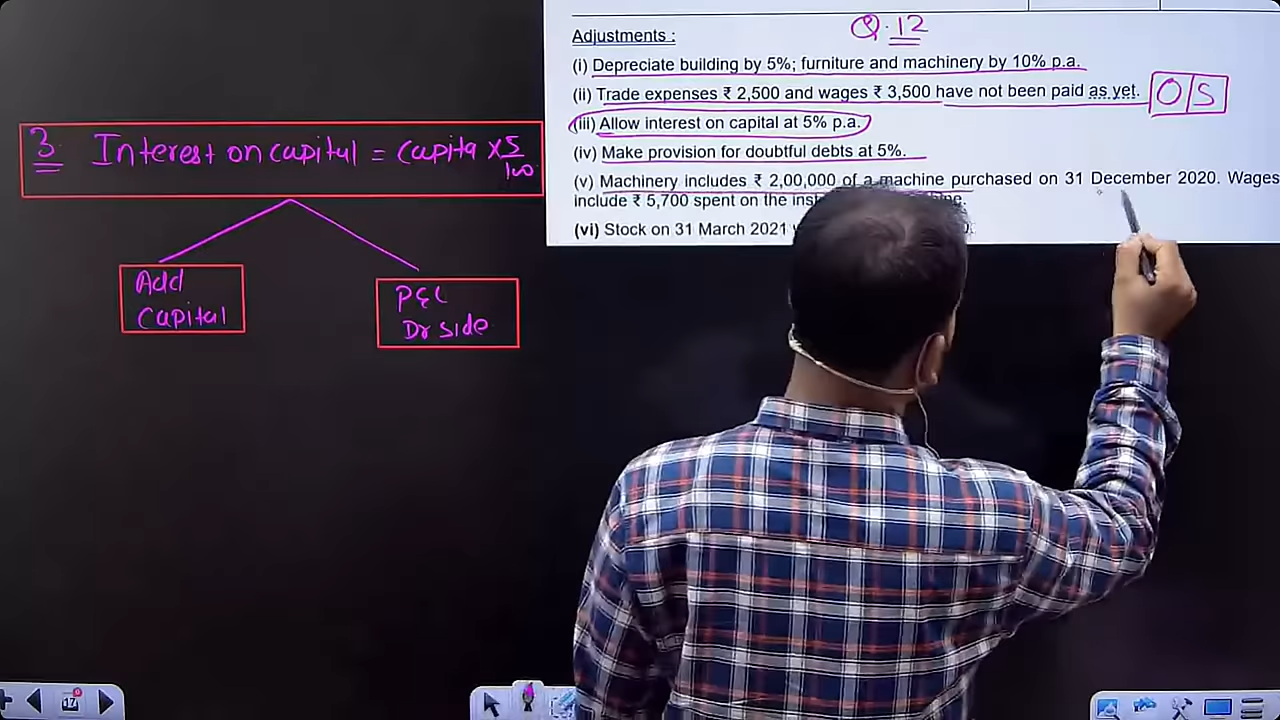 Q.12
Adjustments :
(i) Depreciate building by 5%; furniture and machinery by 10% p.a.
(ii) Trade expenses ₹ 2,500 and wages ₹ 3,500 have not been paid as yet. O/S
(iii) Allow interest on capital at 5% p.a.
(iv) Make provision for doubtful debts at 5%.
(v) Machinery includes ₹ 2,00,000 of a machine purchased on 31 December 2020. Wages
include ₹ 5,700 spent on the
(vi) Stock on 31 March 2021
3 Interest on capital = Capita × 5/100
Add
Capital
P&L
Dr side
17